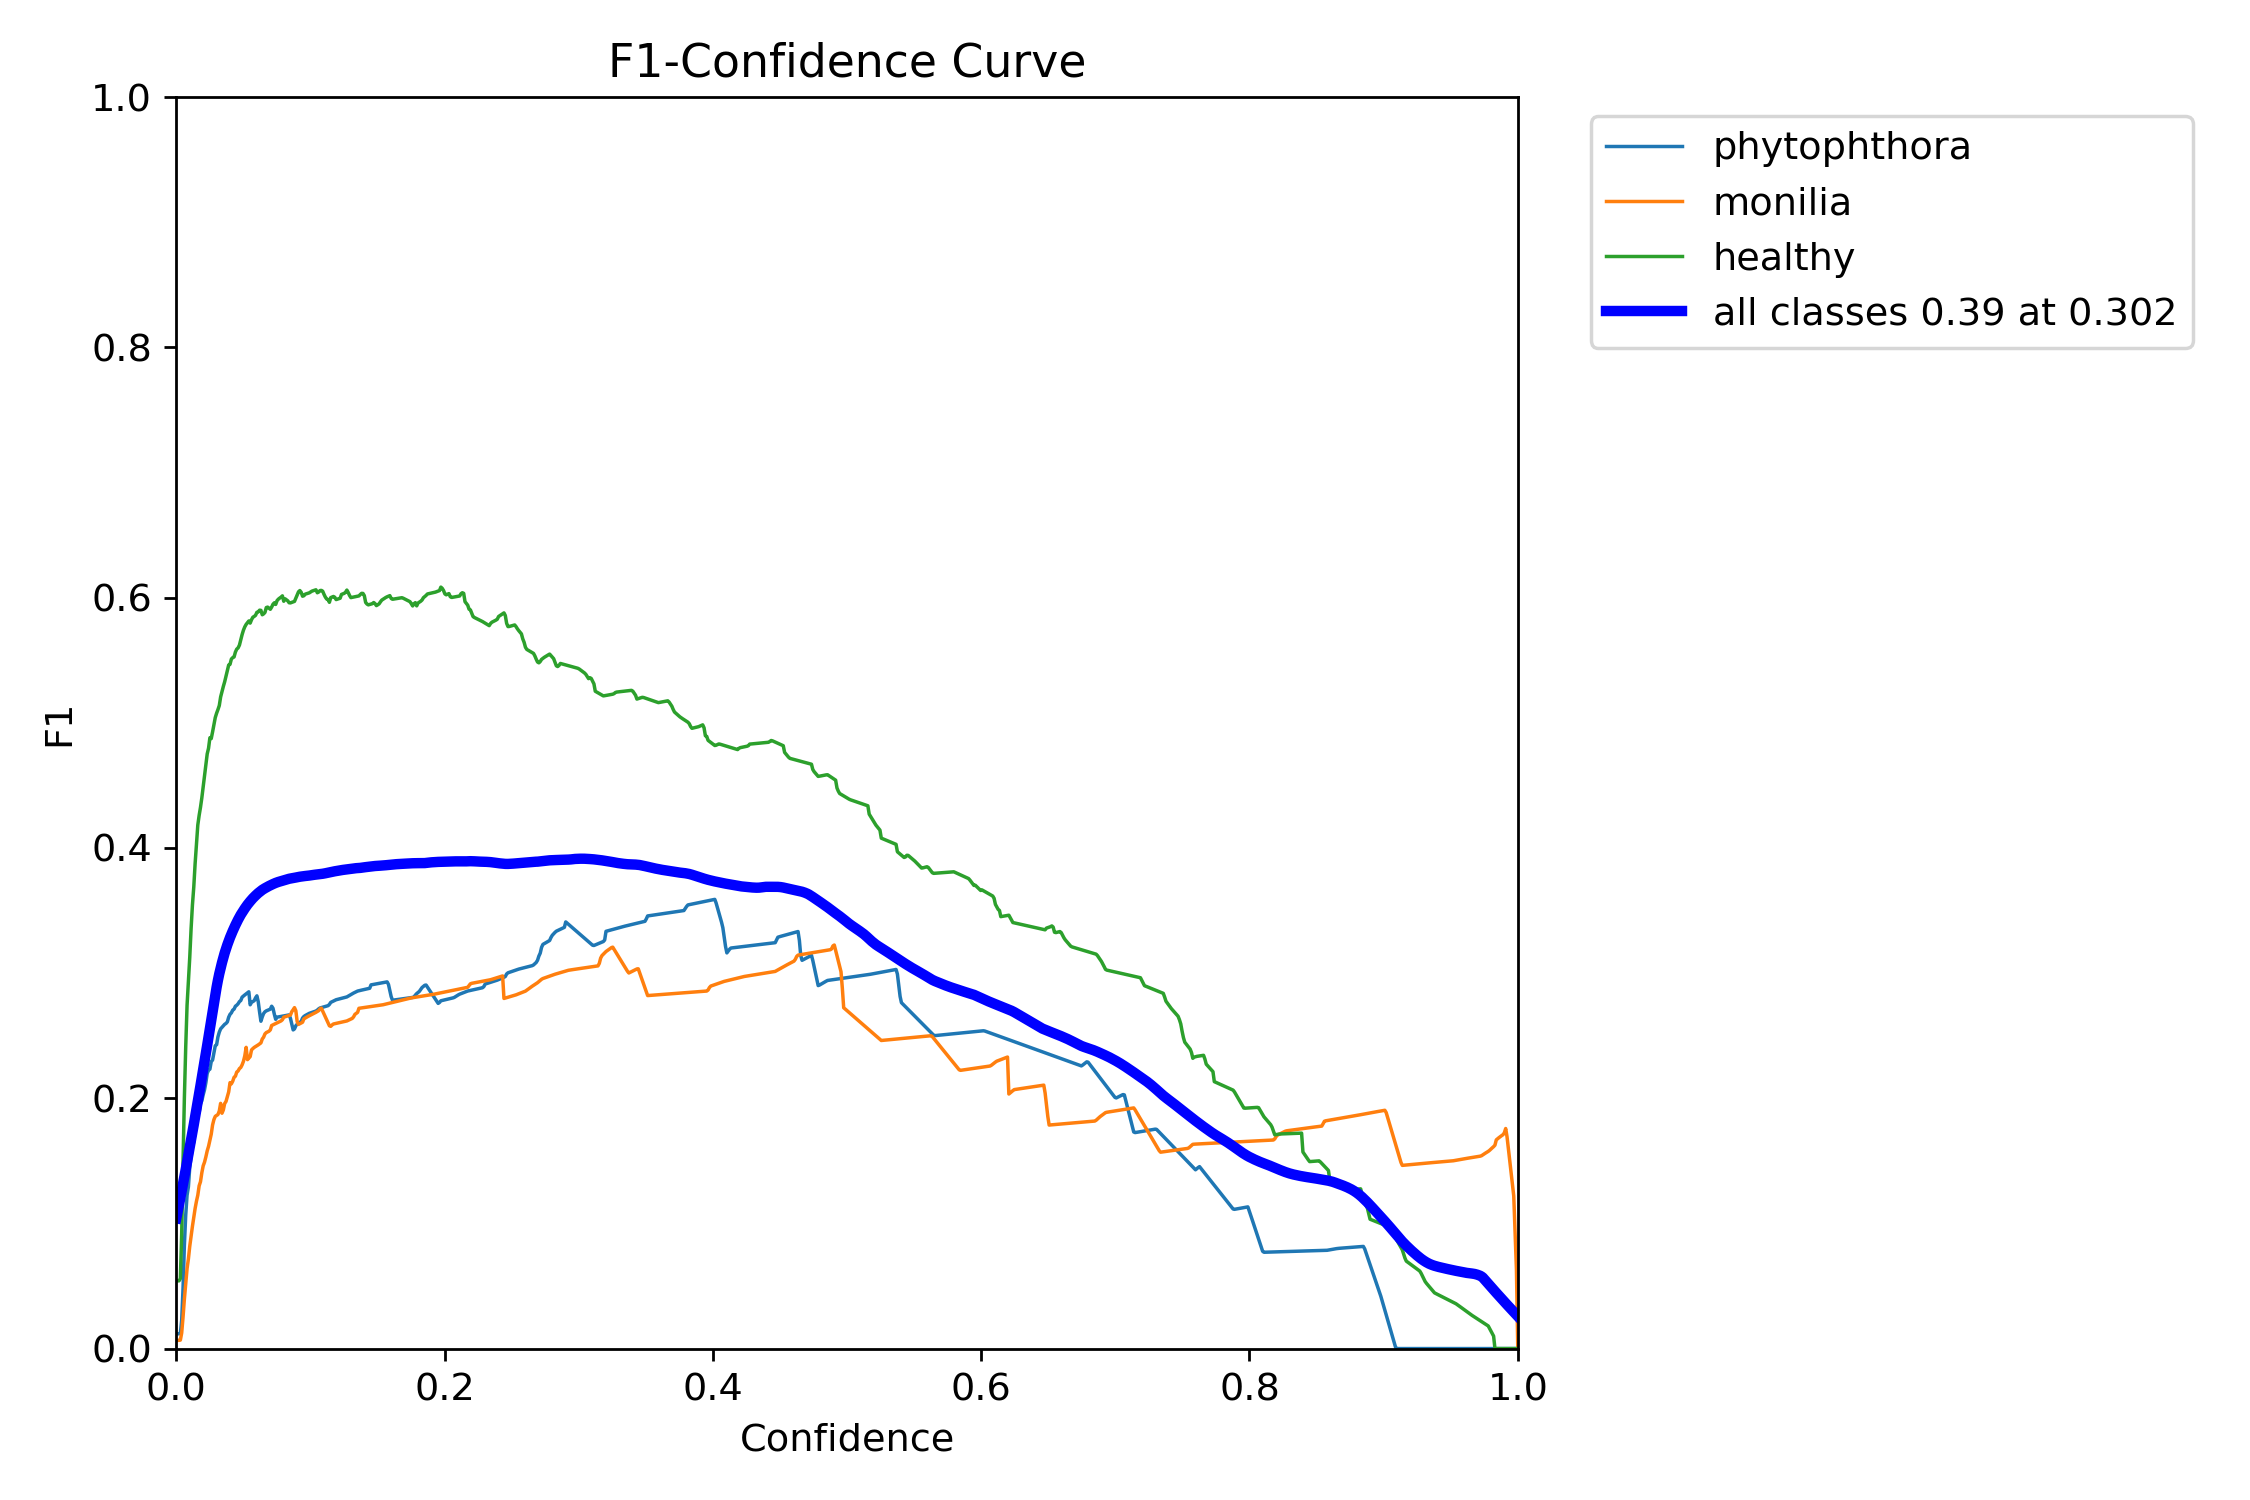 F1-Confidence Curve
1.0
0.8
0.6
0.4
0.2
0.0
F1
0.0 0.2 0.4 0.6 0.8 1.0
Confidence
phytophthora
monilia
healthy
all classes 0.39 at 0.302